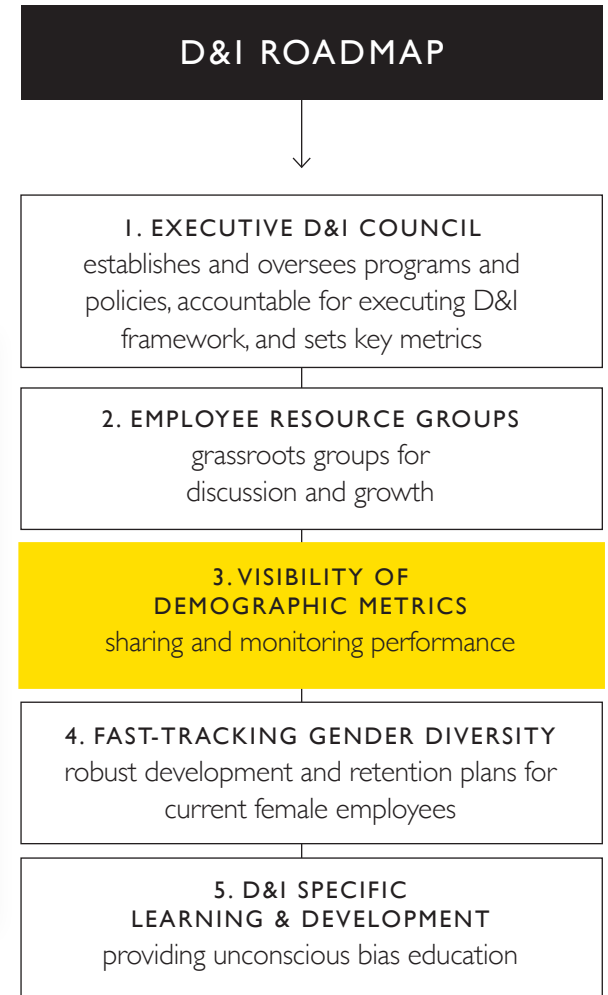 D&I ROADMAP
1. EXECUTIVE D&I COUNCIL
establishes and oversees programs and
policies, accountable for executing D&I
framework, and sets key metrics
2. EMPLOYEE RESOURCE GROUPS
grassroots groups for
discussion and growth
3. VISIBILITY OF
DEMOGRAPHIC METRICS
sharing and monitoring performance
4. FAST-TRACKING GENDER DIVERSITY
robust development and retention plans for
current female employees
5. D&I SPECIFIC
LEARNING & DEVELOPMENT
providing unconscious bias education